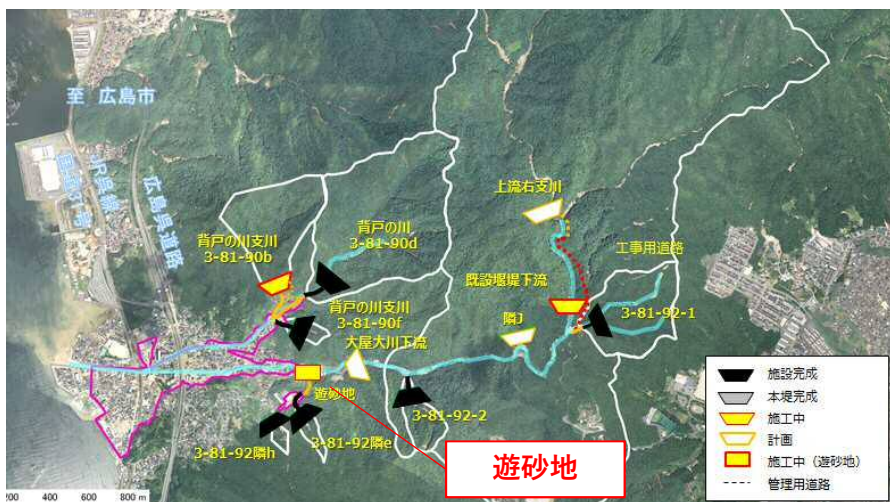 至 広島市
JR呉線
広島呉道路
背戸の川支川
3-81-90b
背戸の川
3-81-90d
背戸の川支川
3-81-90f
大屋大川下流
上流右支川
工事用道路
既設堰堤下流
隣J
3-81-92-1
3-81-92-2
遊砂地
3-81-92隣h
3-81-92隣e
遊砂地
施設完成
本堤完成
施工中
計画
施工中（遊砂地）
管理用道路
200 400 600 800 m